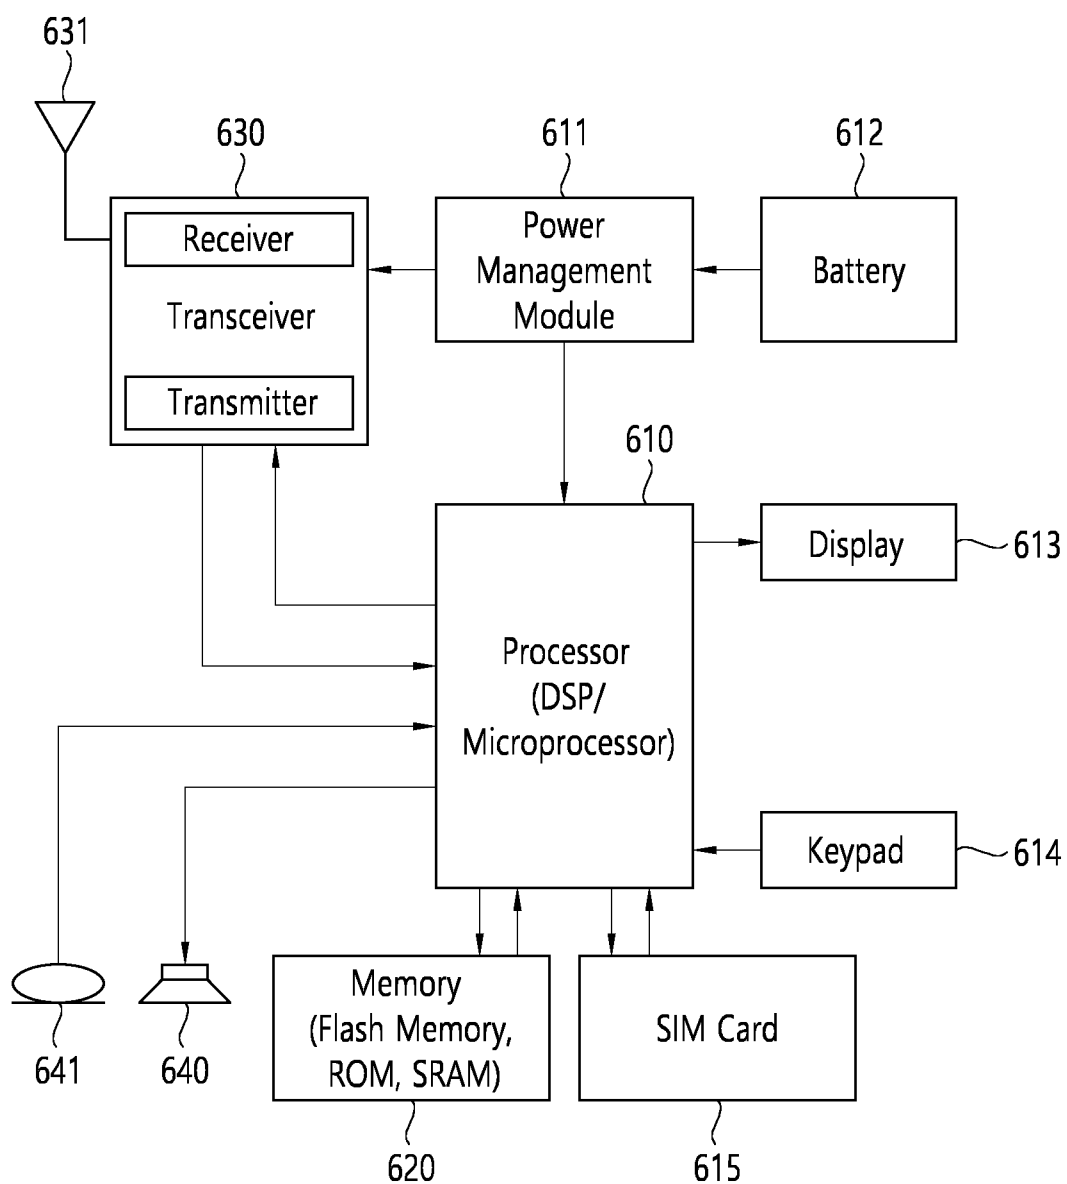 631
630
611
612
Receiver
Transceiver
Transmitter
Power
Management
Module
Battery
610
Display
613
Processor
(DSP/
Microprocessor)
Keypad
614
641
640
Memory
(Flash Memory,
ROM, SRAM)
SIM Card
620
615